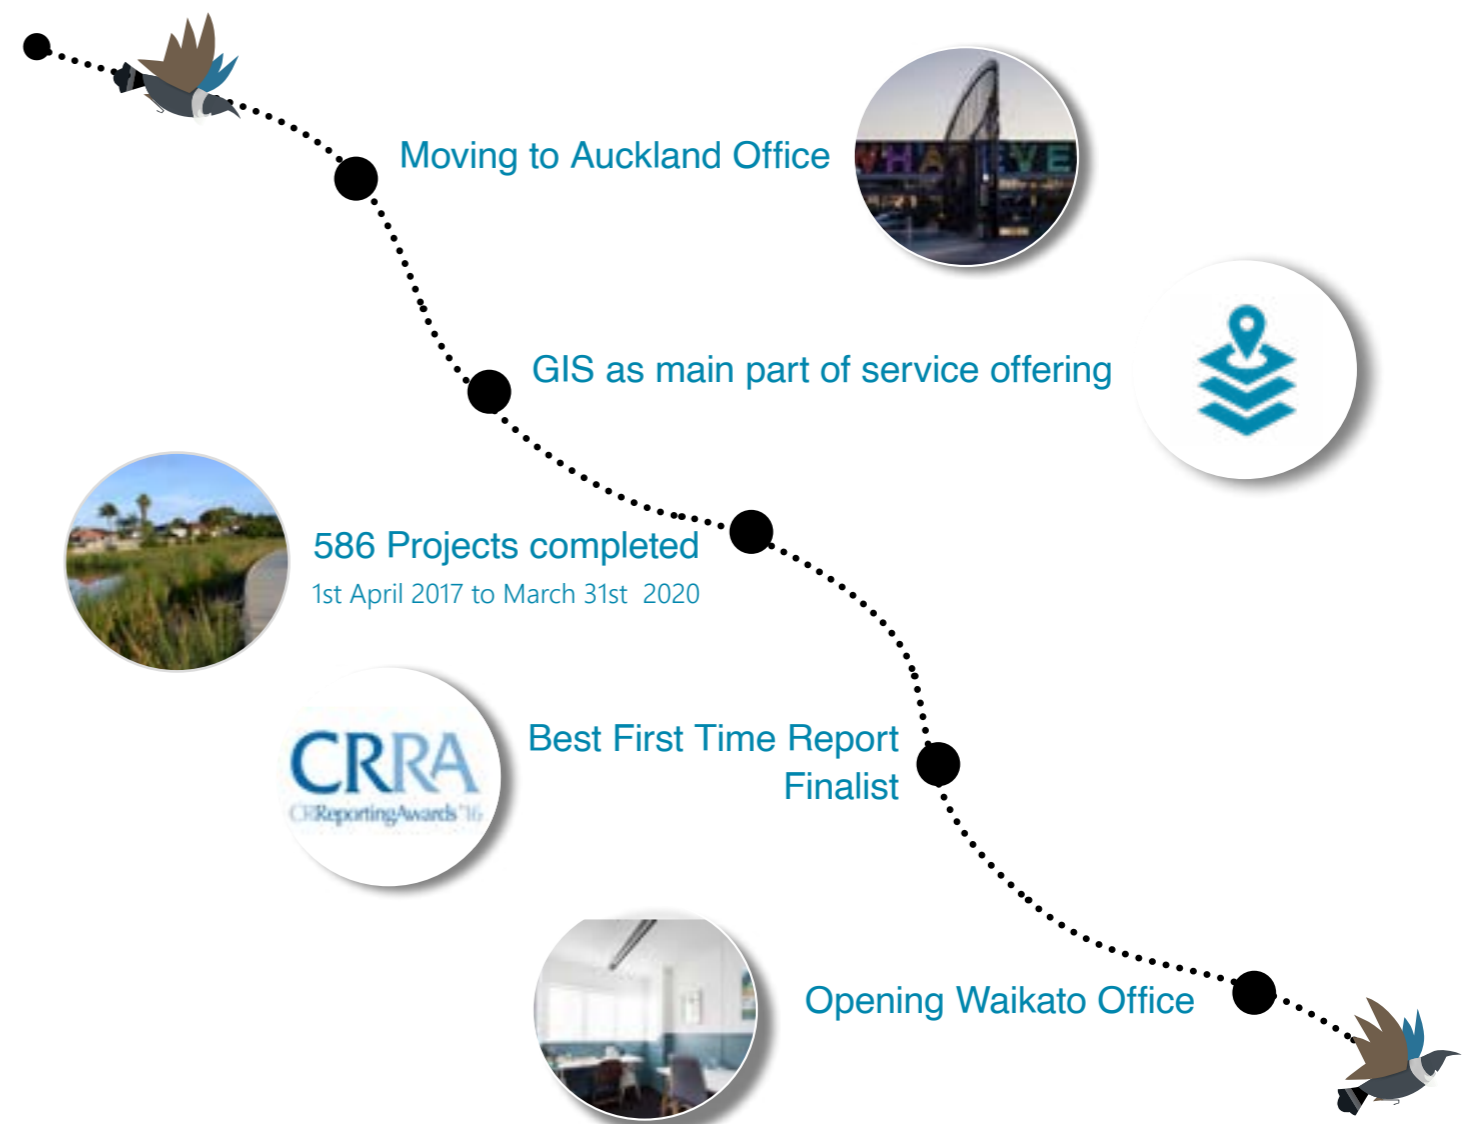 Moving to Auckland Office
WHATEVE
GIS as main part of service offering
586 Projects completed
1st April 2017 to March 31st 2020
CRRA
CRReportingAwards'16
Best First Time Report
Finalist
Opening Waikato Office